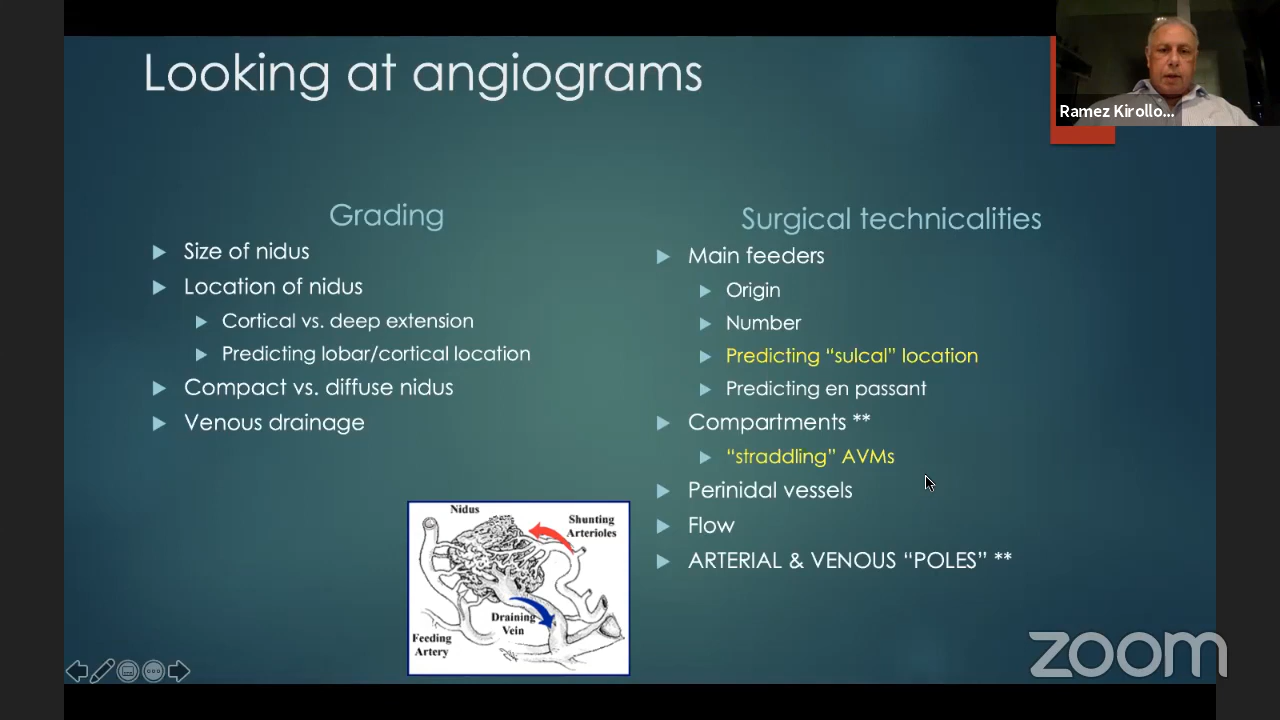 Looking at angiograms
Ramez Kirollo...
Grading
Size of nidus
Location of nidus
Cortical vs. deep extension
Predicting lobar/cortical location
Compact vs. diffuse nidus
Venous drainage
Surgical technicalities
Main feeders
Origin
Number
Predicting “sulcal” location
Predicting en passant
Compartments **
“straddling” AVMs
Perinidal vessels
Flow
ARTERIAL & VENOUS “POLES” **
Nidus
Shunting
Arterioles
Draining
Vein
Feeding
Artery
zoom